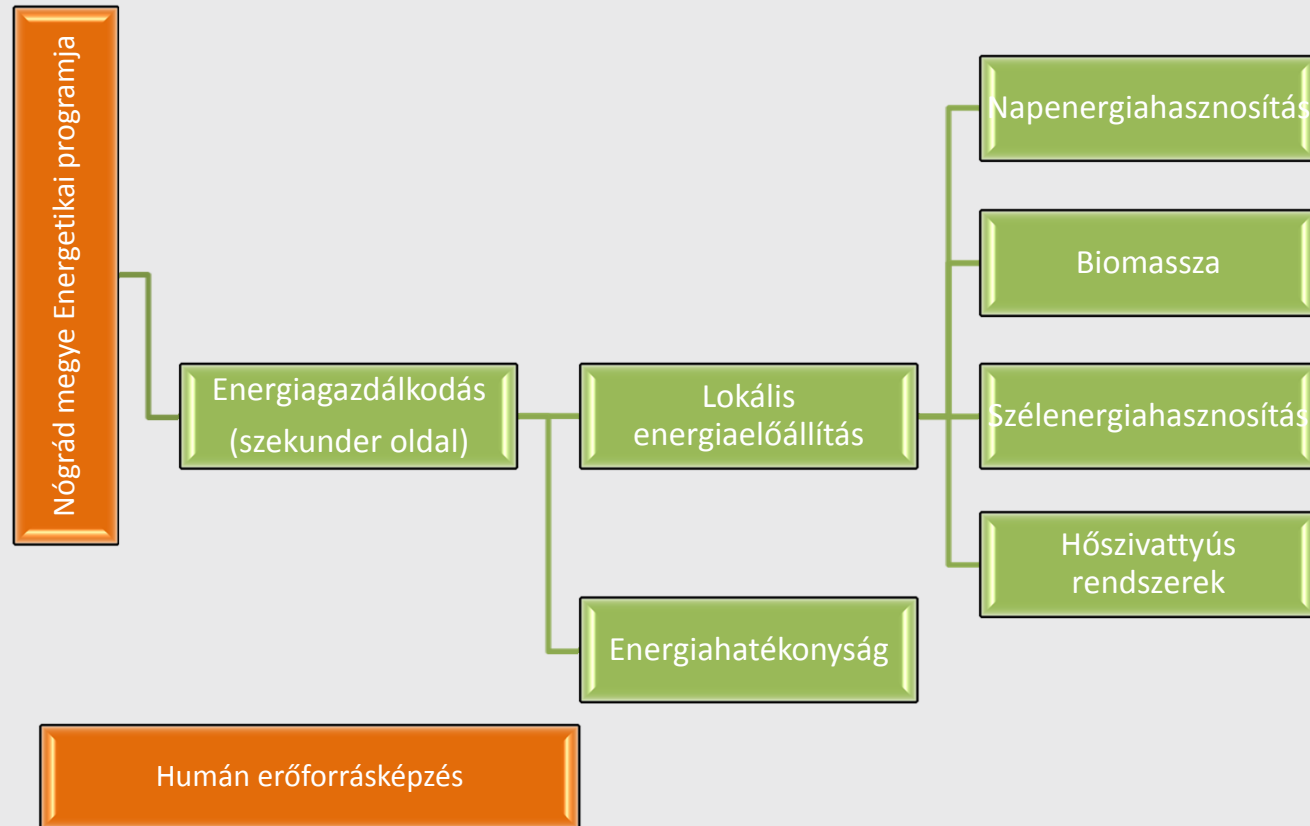 Nógrád megye Energetikai programja
Energiagazdálkodás
(szekunder oldal)
Lokális
energiaelőállítás
Napenergiahasznosítás
Biomassza
Szélenergiahasznosítás
Hőszivattyús
rendszerek
Energiahatékonyság
Humán erőforrásképzés